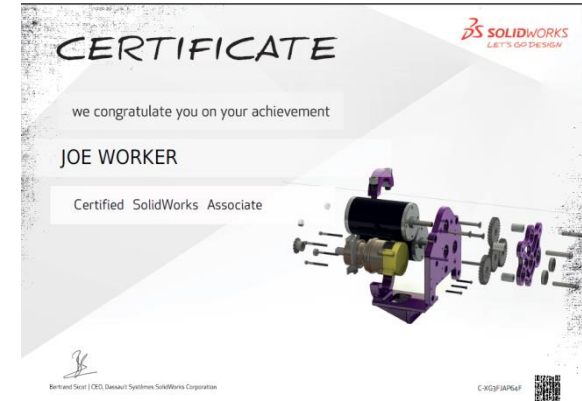 CERTIFICATE
SOLIDWORKS
LET'S GO DESIGN
we congratulate you on your achievement
JOE WORKER
Certified SolidWorks Associate
Bertrand Sicot | CEO, Dassault Systèmes SolidWorks Corporation
C-XG3FJAP64F